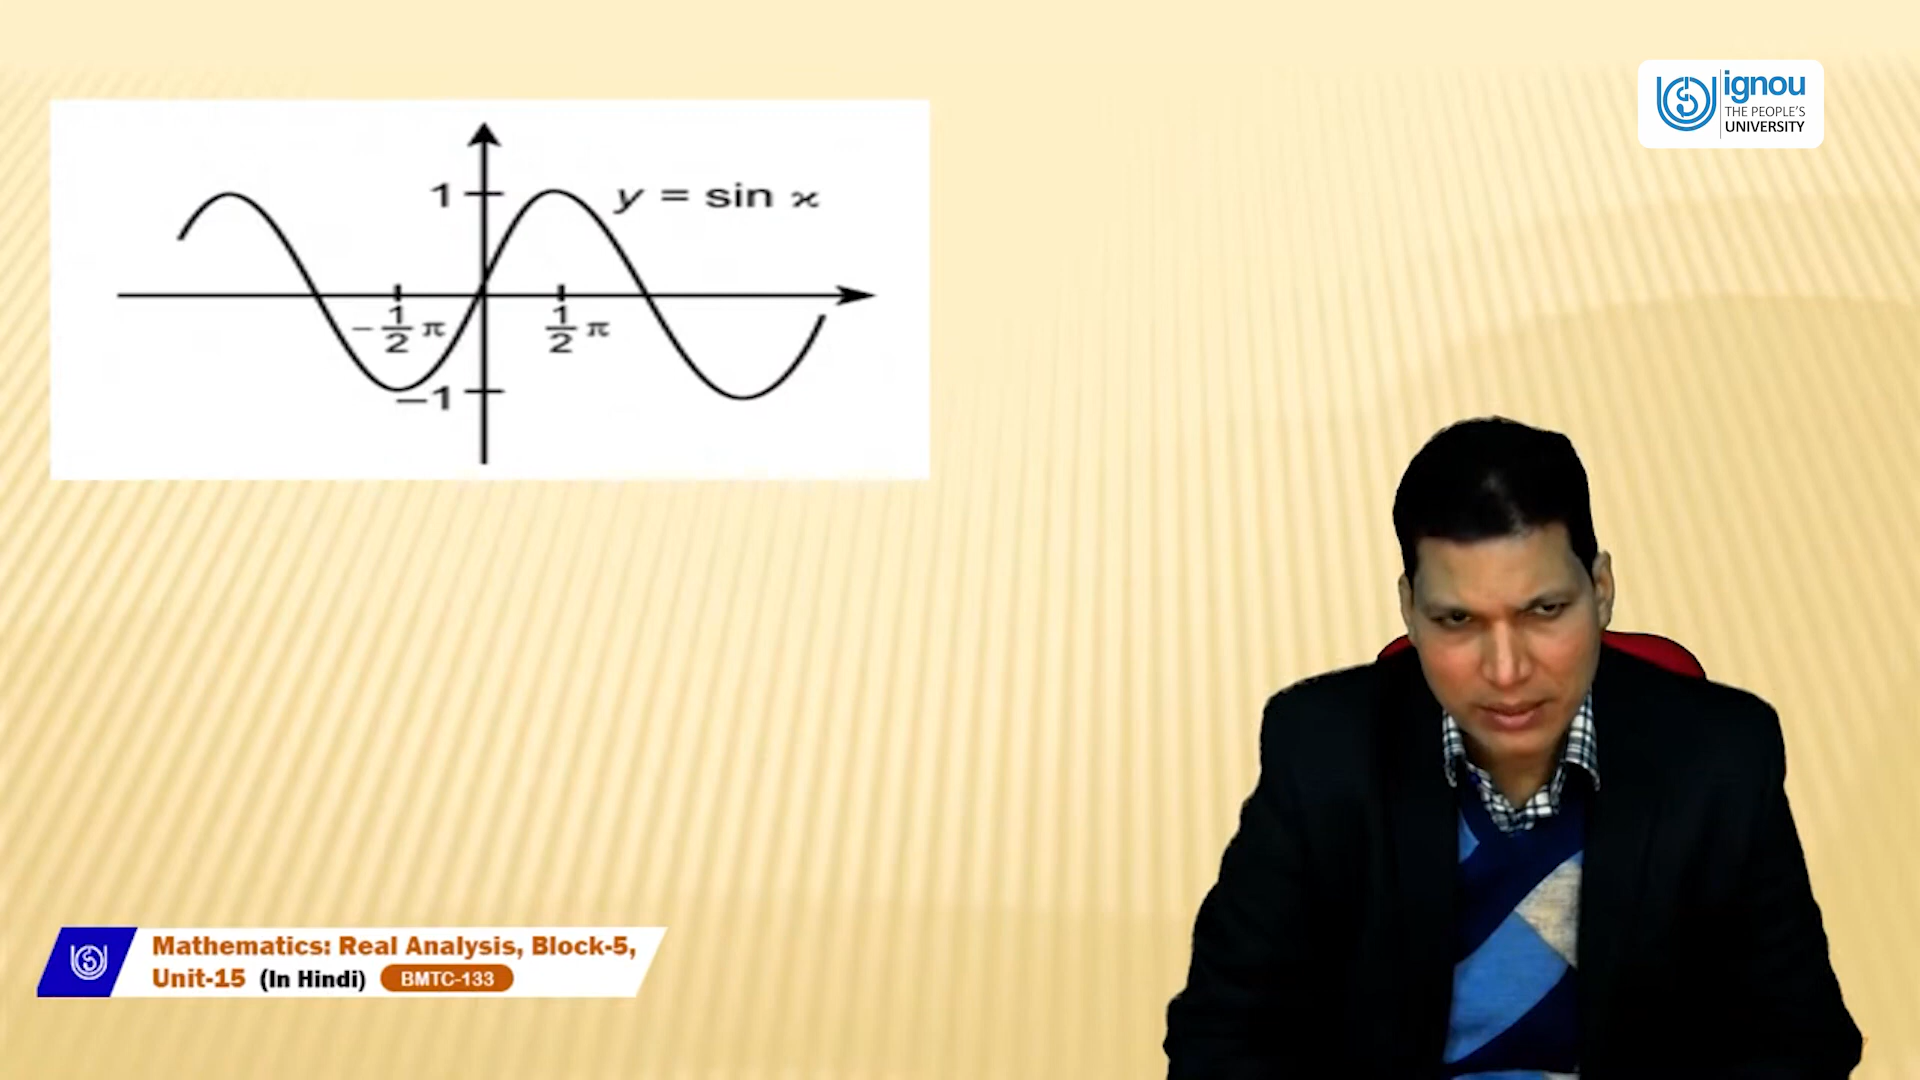 ignou
THE PEOPLE'S
UNIVERSITY
1
y = sin x
-1/2 π
1/2 π
-1
Mathematics: Real Analysis, Block-5,
Unit-15 (In Hindi) BMTC-133